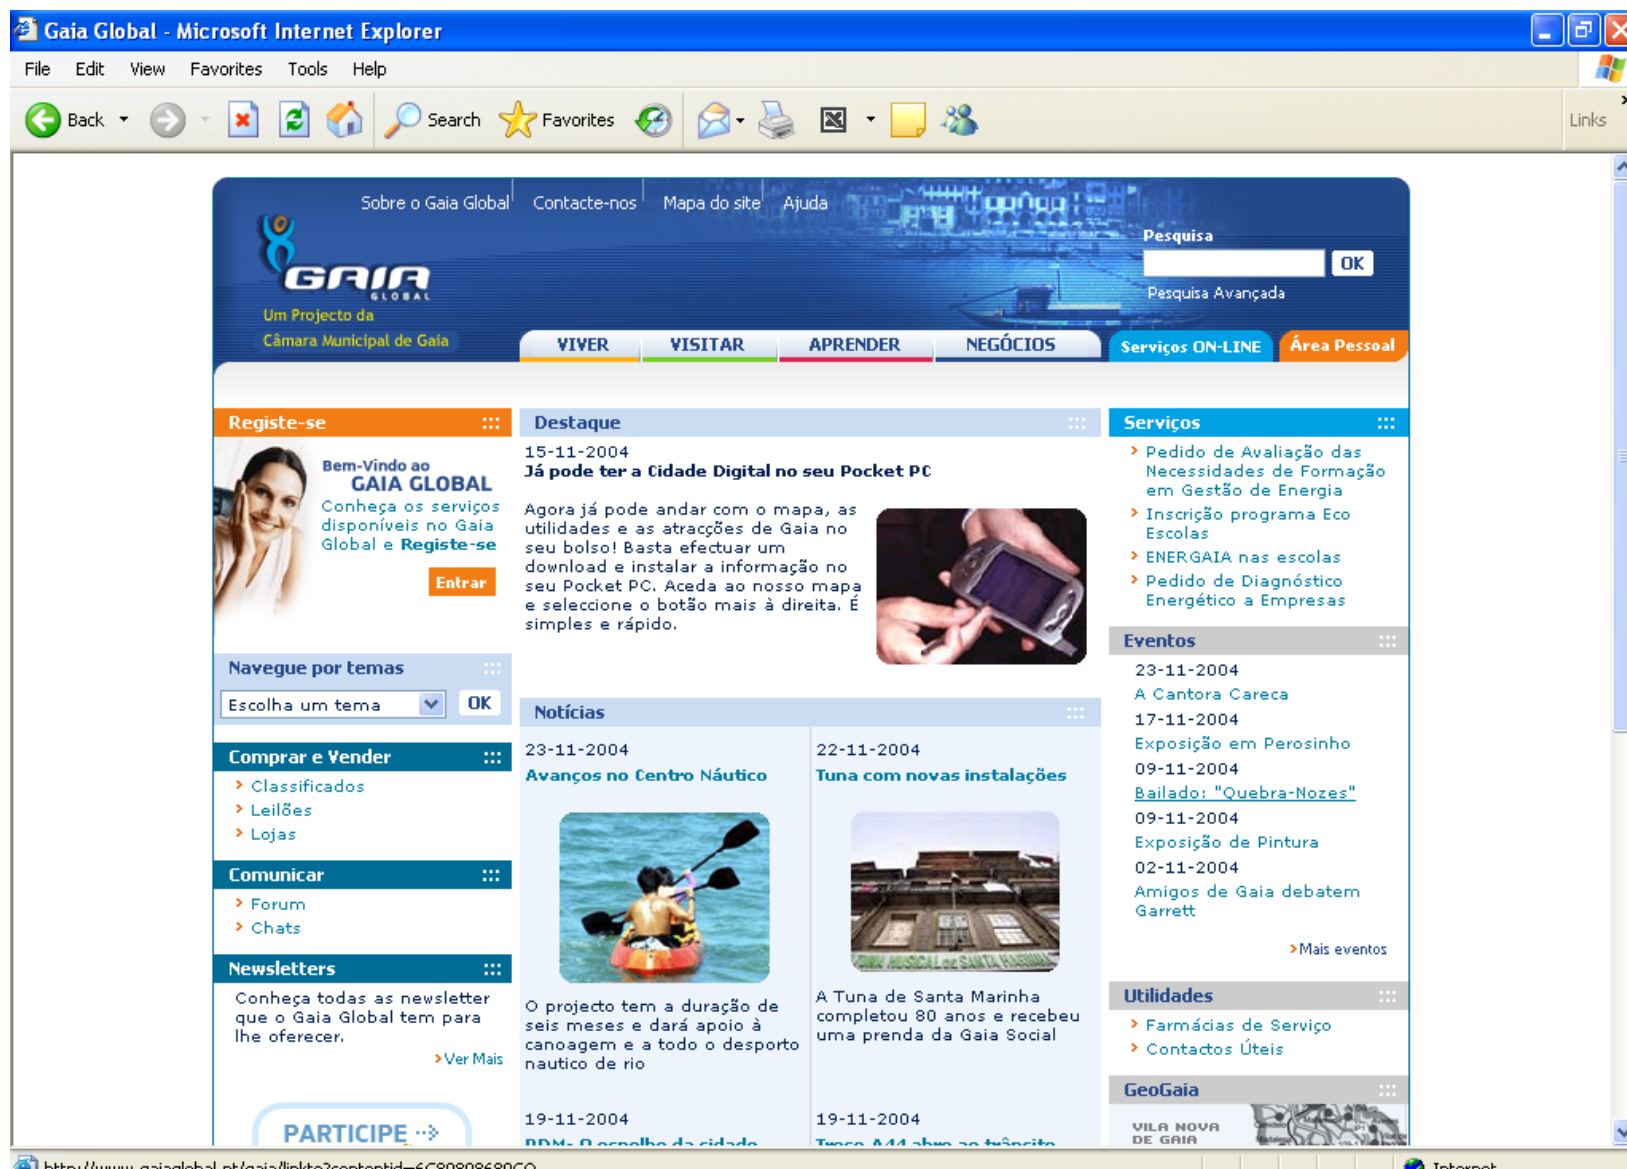 Gaia Global - Microsoft Internet Explorer
File Edit View Favorites Tools Help
Back Search Favorites Links
Sobre o Gaia Global Contacte-nos Mapa do site Ajuda
Pesquisa
OK
Pesquisa Avançada
GAIA
GLOBAL
Um Projecto da
Câmara Municipal de Gaia
VIVER VISITAR APRENDER NEGÓCIOS Serviços ON-LINE Área Pessoal
Registe-se
Bem-Vindo ao
GAIA GLOBAL
Conheça os serviços
disponíveis no Gaia
Global e Registe-se
Entrar
Navegue por temas
Escolha um tema OK
Comprar e Vender
Classificados
Leilões
Lojas
Comunicar
Forum
Chats
Newsletters
Conheça todas as newsletter
que o Gaia Global tem para
lhe oferecer.
Ver Mais
PARTICIPE
Destaque
15-11-2004
Já pode ter a Cidade Digital no seu Pocket PC
Agora já pode andar com o mapa, as
utilidades e as atracções de Gaia no
seu bolso! Basta efectuar um
download e instalar a informação no
seu Pocket PC. Aceda ao nosso mapa
e seleccione o botão mais à direita. É
simples e rápido.
Notícias
23-11-2004
Avanços no Centro Náutico
O projecto tem a duração de
seis meses e dará apoio à
canoagem e a todo o desporto
nautico de rio
19-11-2004
PDM- O espelho da cidade
22-11-2004
Tuna com novas instalações
A Tuna de Santa Marinha
completou 80 anos e recebeu
uma prenda da Gaia Social
19-11-2004
Troço A44 abre ao trânsito
Serviços
Pedido de Avaliação das
Necessidades de Formação
em Gestão de Energia
Inscrição programa Eco
Escolas
ENERGAIA nas escolas
Pedido de Diagnóstico
Energético a Empresas
Eventos
23-11-2004
A Cantora Careca
17-11-2004
Exposição em Perosinho
09-11-2004
Bailado: "Quebra-Nozes"
09-11-2004
Exposição de Pintura
02-11-2004
Amigos de Gaia debatem
Garrett
Mais eventos
Utilidades
Farmácias de Serviço
Contactos Úteis
GeoGaia
VILA NOVA
DE GAIA
Internet